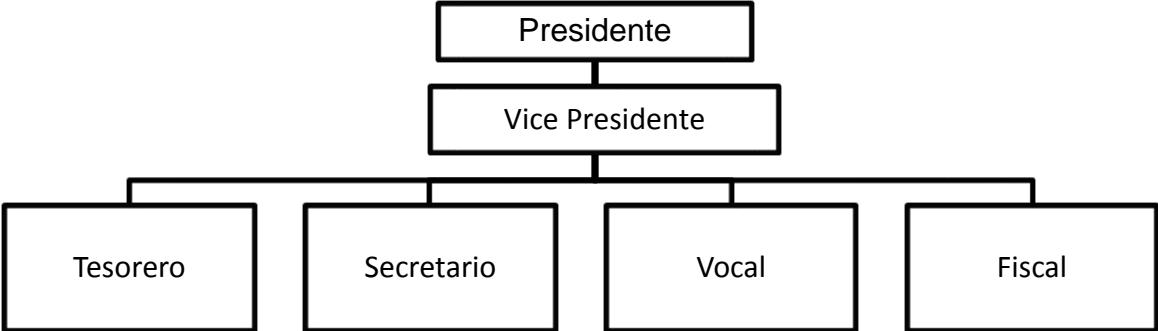 Presidente
Vice Presidente
Tesorero
Secretario
Vocal
Fiscal